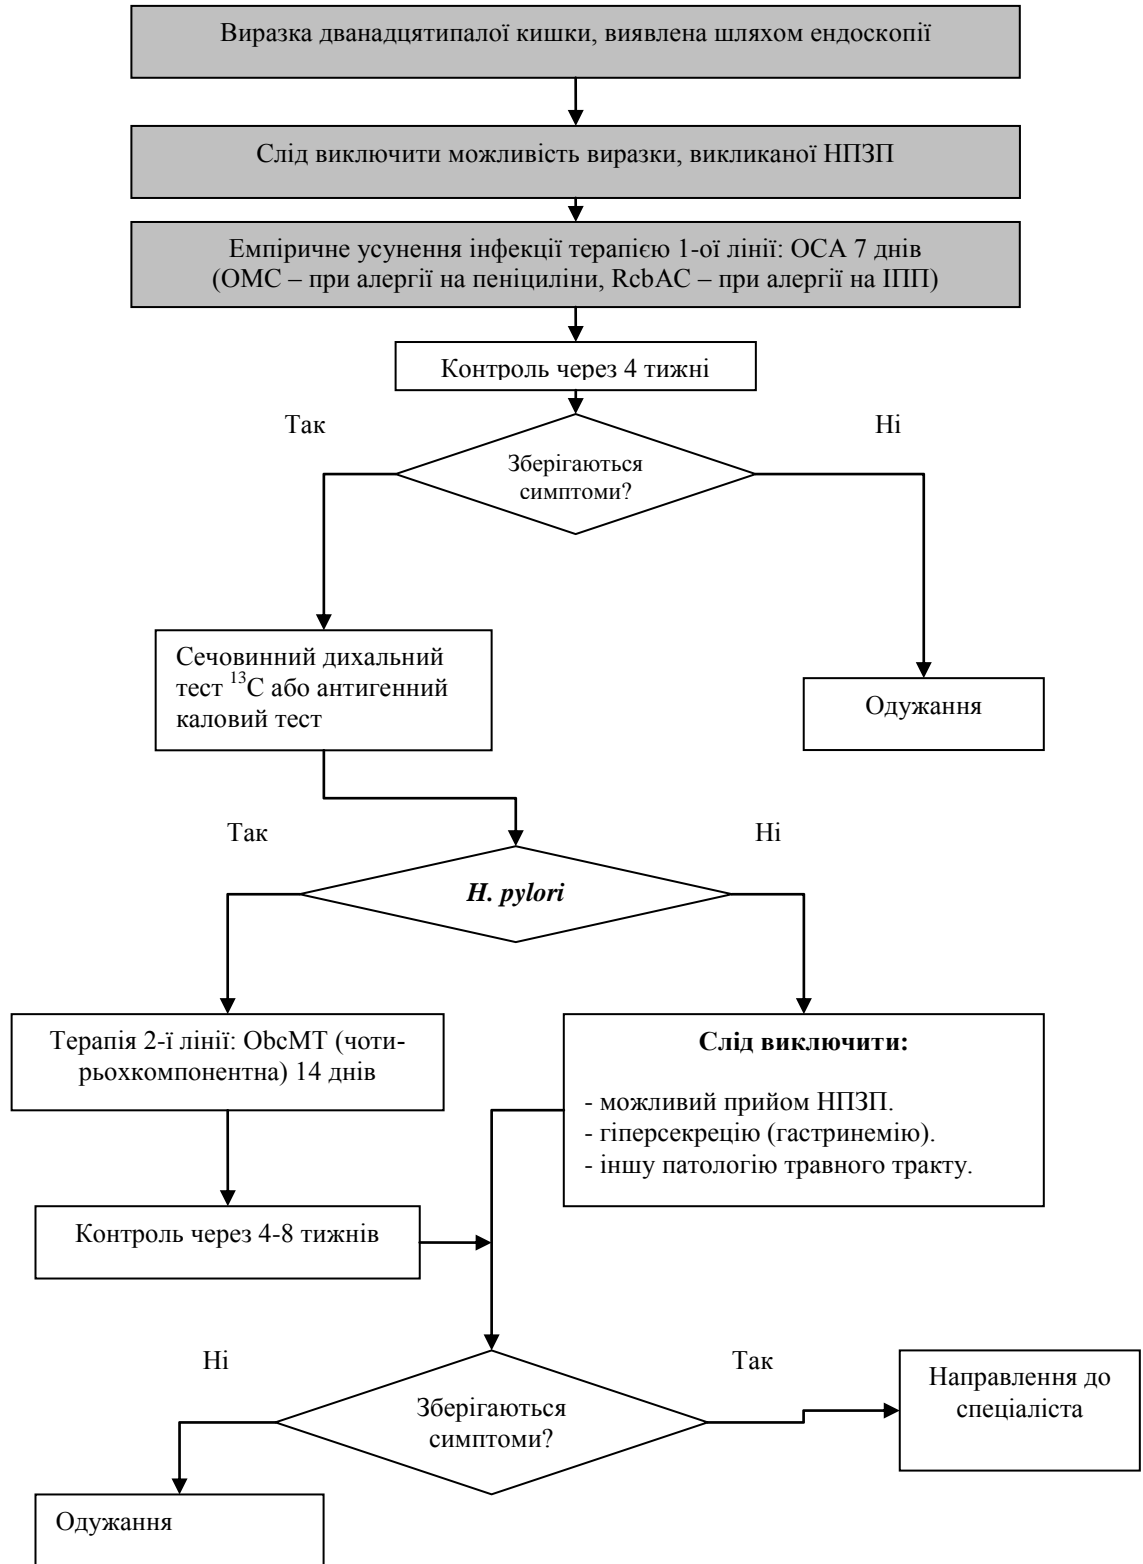 Виразка дванадцятипалої кишки, виявлена шляхом ендоскопії
Слід виключити можливість виразки, викликаної НПЗП
Емпіричне усунення інфекції терапією 1-ої лінії: ОСА 7 днів
(ОМС – при алергії на пеніциліни, RcbAC – при алергії на ІПП)
Контроль через 4 тижні
Так
Ні
Зберігаються
симптоми?
Сечовинний дихальний
тест ¹³C або антигенний
каловий тест
Одужання
Так
Ні
H. pylori
Терапія 2-ї лінії: ObcMT (чоти-
рьохкомпонентна) 14 днів
Слід виключити:
- можливий прийом НПЗП.
- гіперсекрецію (гастринемію).
- іншу патологію травного тракту.
Контроль через 4-8 тижнів
Ні
Так
Зберігаються
симптоми?
Направлення до
спеціаліста
Одужання